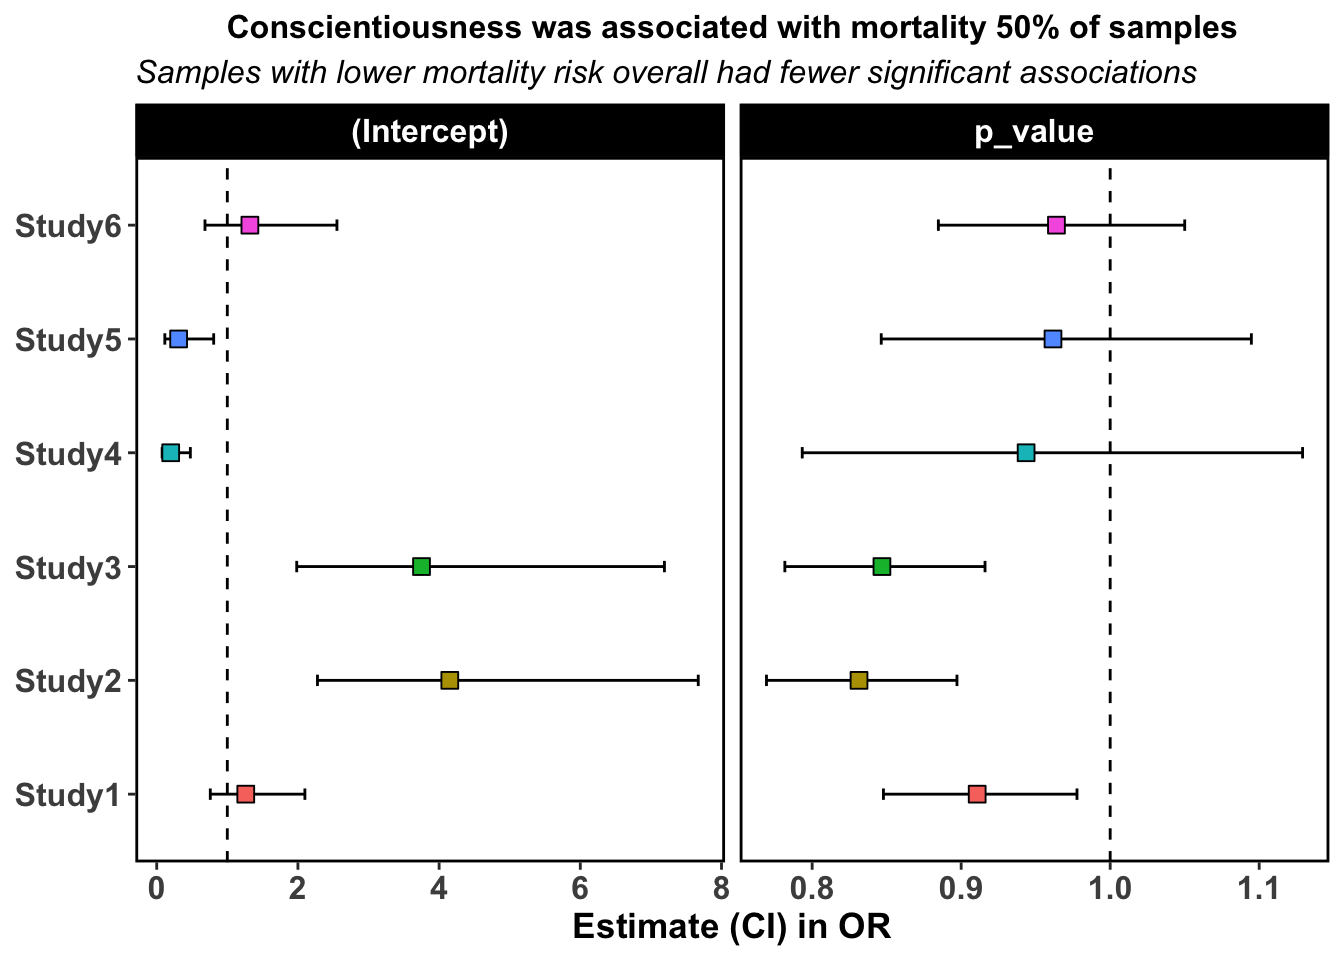 Conscientiousness was associated with mortality 50% of samples
Samples with lower mortality risk overall had fewer significant associations
(Intercept) p_value
Study6
Study5
Study4
Study3
Study2
Study1
0 2 4 6 8 0.8 0.9 1.0 1.1
Estimate (CI) in OR